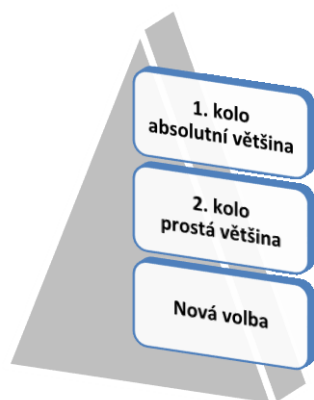 1. kolo
absolutní většina
2. kolo
prostá většina
Nová volba